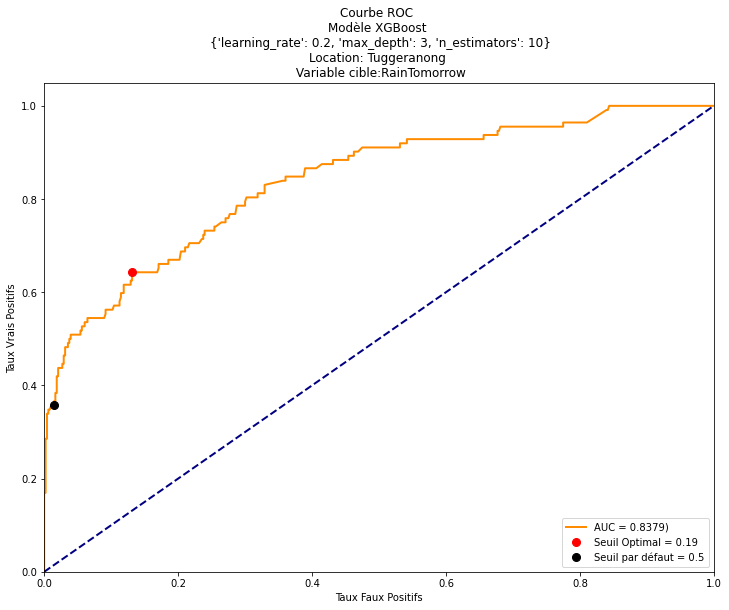 Courbe ROC
Modèle XGBoost
{'learning_rate': 0.2, 'max_depth': 3, 'n_estimators': 10}
Location: Tuggeranong
Variable cible:RainTomorrow
1.0
0.8
0.6
0.4
0.2
0.0
Taux Vrais Positifs
0.0 0.2 0.4 0.6 0.8 1.0
Taux Faux Positifs
AUC = 0.8379)
Seuil Optimal = 0.19
Seuil par défaut = 0.5